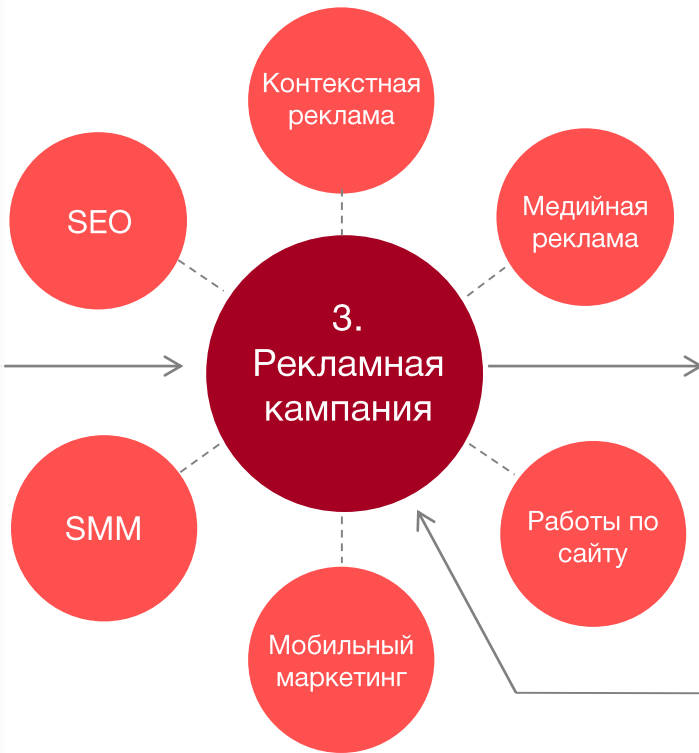 Контекстная
реклама
SEO
Медийная
реклама
3.
Рекламная
кампания
SMM
Работы по
сайту
Мобильный
маркетинг